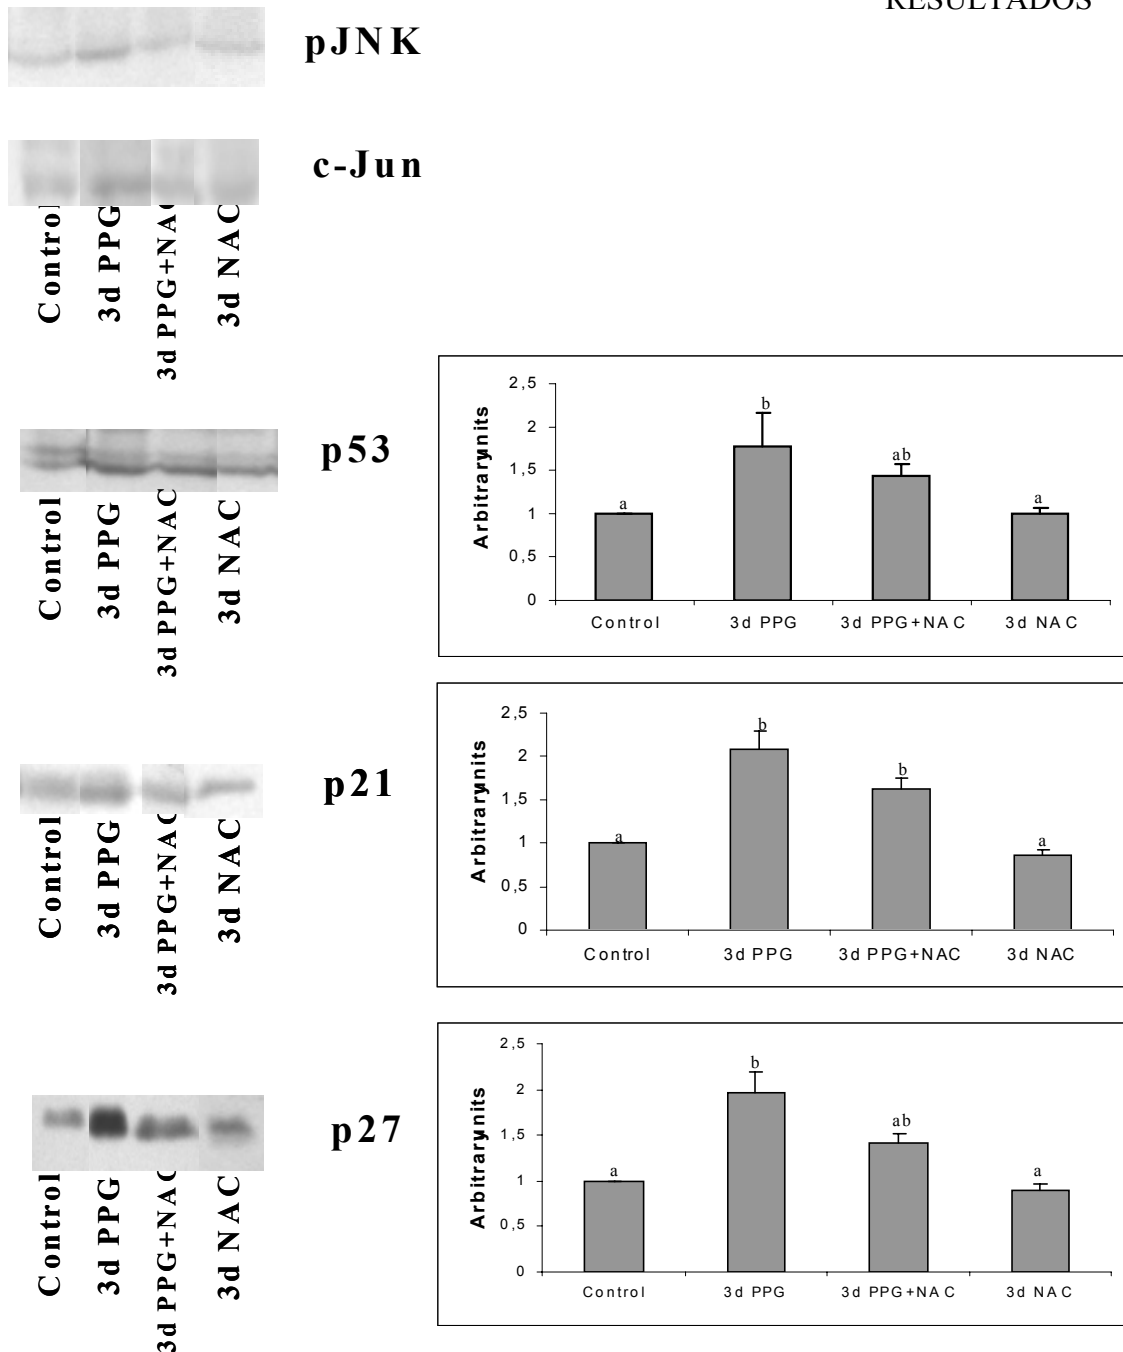 RESULTADOS
pJNK
c-Jun
Control
3d PPG
3d PPG+NAC
3d NAC
p53
Control
3d PPG
3d PPG+NAC
3d NAC
Arbitrary units
2,5
2
1,5
1
0,5
0
a
b
ab
a
Control
3d PPG
3d PPG+NAC
3d NAC
p21
Control
3d PPG
3d PPG+NAC
3d NAC
Arbitrary units
2,5
2
1,5
1
0,5
0
a
b
b
a
Control
3d PPG
3d PPG+NAC
3d NAC
p27
Control
3d PPG
3d PPG+NAC
3d NAC
Arbitrary units
2,5
2
1,5
1
0,5
0
a
b
ab
a
Control
3d PPG
3d PPG+NAC
3d NAC